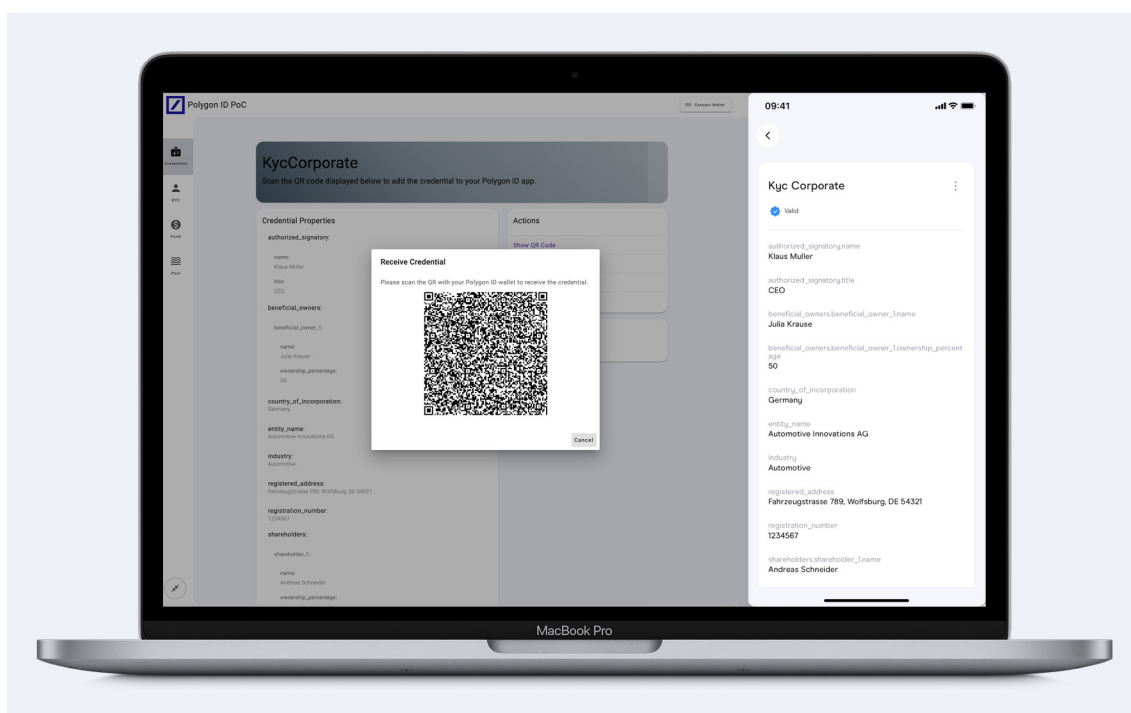 Polygon ID PoC
Connect Wallet
Credentials
KYC
Fund
Pool
KycCorporate
Scan the QR code displayed below to add the credential to your Polygon ID app.
Credential Properties
authorized_signatory:
name:
Klaus Muller
title:
CEO
beneficial_owners:
beneficial_owner_1:
name:
Julia Krause
ownership_percentage:
50
country_of_incorporation:
Germany
entity_name:
Automotive Innovations AG
industry:
Automotive
registered_address:
Fahrzeugstrasse 789, Wolfsburg, DE 54321
registration_number:
1234567
shareholders:
shareholder_1:
name:
Andreas Schneider
ownership_percentage:
Actions
Show QR Code
Receive Credential
Please scan the QR with your Polygon ID wallet to receive the credential.
Cancel
09:41
Kyc Corporate
Valid
authorized_signatory.name
Klaus Muller
authorized_signatory.title
CEO
beneficial_owners.beneficial_owner_1.name
Julia Krause
beneficial_owners.beneficial_owner_1.ownership_percent
age
50
country_of_incorporation
Germany
entity_name
Automotive Innovations AG
industry
Automotive
registered_address
Fahrzeugstrasse 789, Wolfsburg, DE 54321
registration_number
1234567
shareholders.shareholder_1.name
Andreas Schneider
MacBook Pro